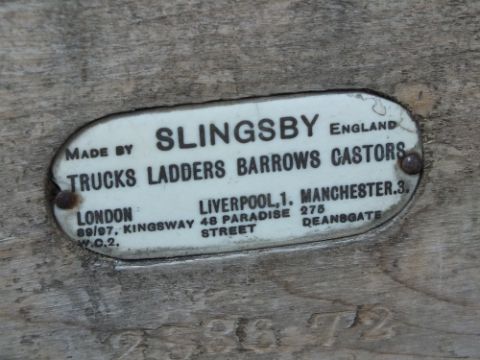 MADE BY SLINGSBY ENGLAND
TRUCKS LADDERS BARROWS CASTORS
LONDON LIVERPOOL,1. MANCHESTER.3.
89/97, KINGSWAY 48 PARADISE 275
W.C.2. STREET DEANSGATE
72